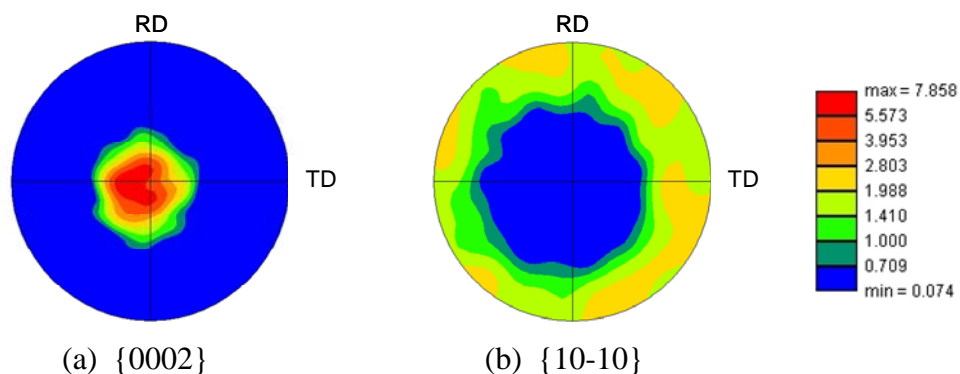 RD
RD
TD
TD
max = 7.858
5.573
3.953
2.803
1.988
1.410
1.000
0.709
min = 0.074
(a) {0002}
(b) {10-10}